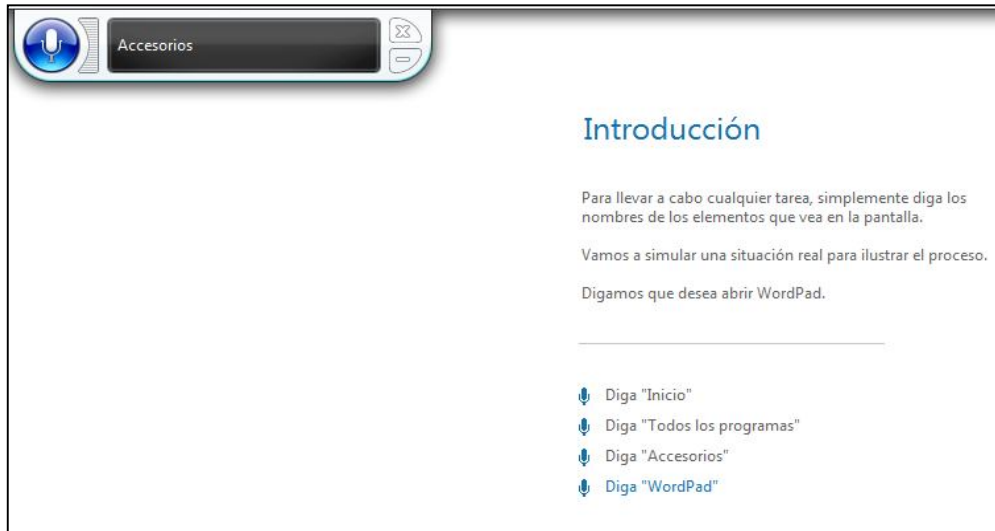 Accesorios
Introducción
Para llevar a cabo cualquier tarea, simplemente diga los
nombres de los elementos que vea en la pantalla.
Vamos a simular una situación real para ilustrar el proceso.
Digamos que desea abrir WordPad.
Diga "Inicio"
Diga "Todos los programas"
Diga "Accesorios"
Diga "WordPad"